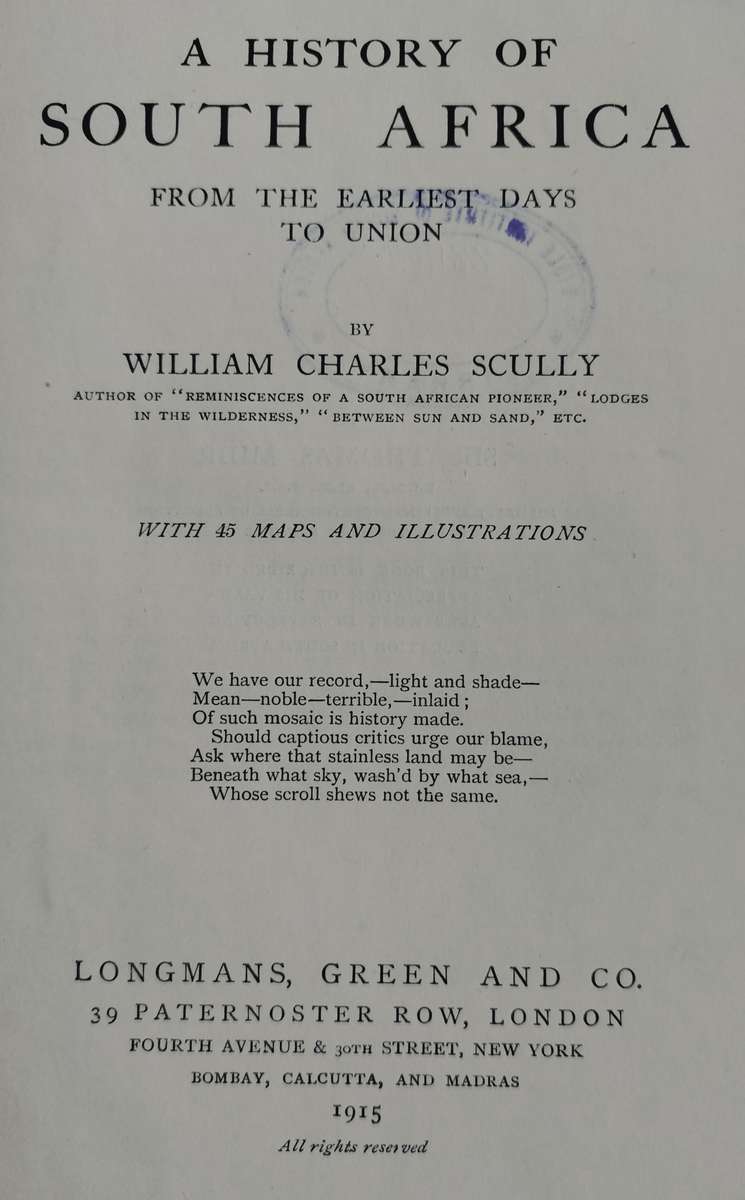 A HISTORY OF
SOUTH AFRICA
FROM THE EARLIEST DAYS
TO UNION
BY
WILLIAM CHARLES SCULLY
AUTHOR OF “REMINISCENCES OF A SOUTH AFRICAN PIONEER,” “LODGES
IN THE WILDERNESS,” “BETWEEN SUN AND SAND,” ETC.
WITH 45 MAPS AND ILLUSTRATIONS
We have our record,—light and shade—
Mean—noble—terrible,—inlaid ;
Of such mosaic is history made.
Should captious critics urge our blame,
Ask where that stainless land may be—
Beneath what sky, wash’d by what sea,—
Whose scroll shews not the same.
LONGMANS, GREEN AND CO.
39 PATERNOSTER ROW, LONDON
FOURTH AVENUE & 30TH STREET, NEW YORK
BOMBAY, CALCUTTA, AND MADRAS
1915
All rights reserved